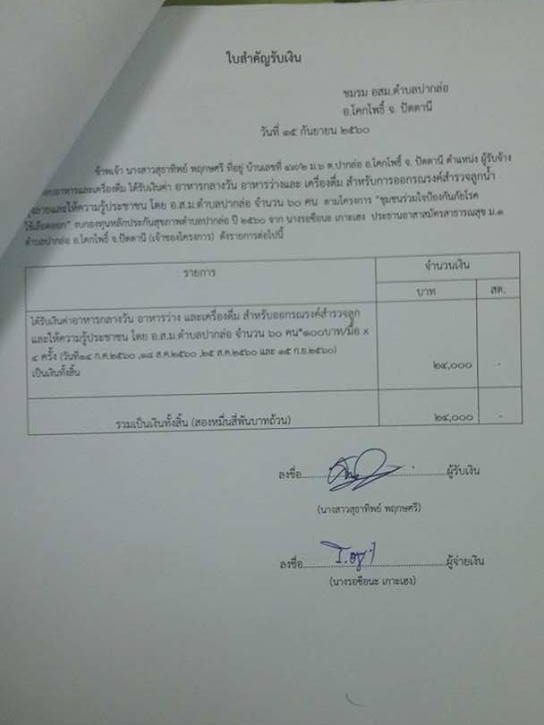 ใบสำคัญรับเงิน
ชมรม อสม.ตำบลปากล่อ
อ.โคกโพธิ์ จ. ปัตตานี
วันที่ ๑๕ กันยายน ๒๕๖๐
ข้าพเจ้า นางสาวสุธาทิพย์ พฤกษศรี ที่อยู่ บ้านเลขที่ ๔๙/๒ ม.๖ ต.ปากล่อ อ.โคกโพธิ์ จ. ปัตตานี ตำแหน่ง ผู้รับจ้าง
อาหารและเครื่องดื่ม ได้รับเงินค่า อาหารกลางวัน อาหารว่างและ เครื่องดื่ม สำหรับการออกรณรงค์สำรวจลูกน้ำ
และให้ความรู้ประชาชน โดย อ.ส.ม.ตำบลปากล่อ จำนวน ๖๐ คน ตามโครงการ "ชุมชนร่วมใจป้องกันภัยโรค
ไข้เลือดออก" งบกองทุนหลักประกันสุขภาพตำบลปากล่อ ปี ๒๕๖๐ จาก นางรอซือนะ เกาะเฮง ประธานอาสาสมัครสาธารณสุข ม.๑
ตำบลปากล่อ อ.โคกโพธิ์ จ.ปัตตานี (เจ้าของโครงการ) ดังรายการต่อไปนี้
รายการ จำนวนเงิน
บาท สต.
ได้รับเงินค่าอาหารกลางวัน อาหารว่าง และเครื่องดื่ม สำหรับออกรณรงค์สำรวจลูก
และให้ความรู้ประชาชน โดย อ.ส.ม.ตำบลปากล่อ จำนวน ๖๐ คน*๑๐๐บาท/มื้อ x
๔ ครั้ง (วันที่๑๔ ก.ค.๒๕๖๐ ,๑๘ ส.ค.๒๕๖๐ ,๒๕ ส.ค.๒๕๖๐ และ ๑๕ ก.ย.๒๕๖๐)
เป็นเงินทั้งสิ้น ๒๔,๐๐๐ -
รวมเป็นเงินทั้งสิ้น (สองหมื่นสี่พันบาทถ้วน) ๒๔,๐๐๐ -
ลงชื่อ..............................ผู้รับเงิน
(นางสาวสุธาทิพย์ พฤกษศรี)
ลงชื่อ..............................ผู้จ่ายเงิน
(นางรอซือนะ เกาะเฮง)